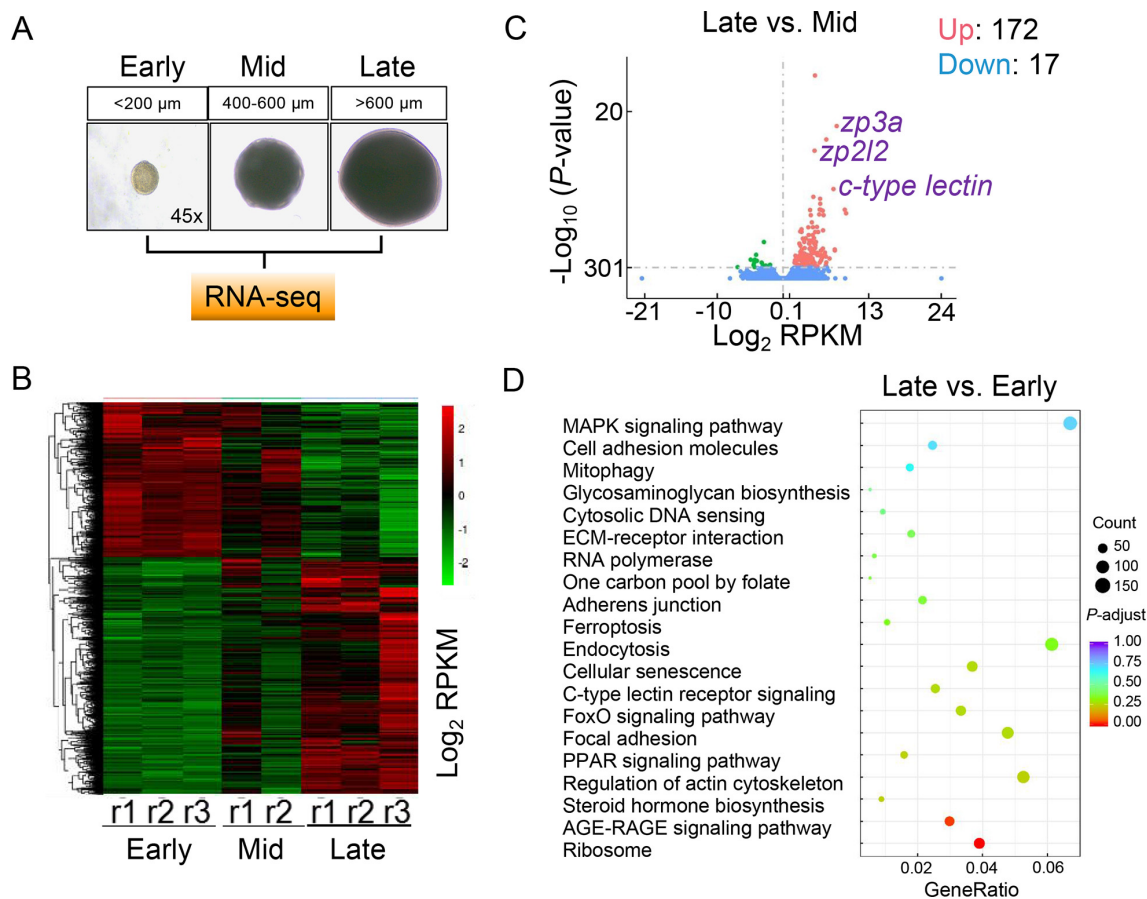 A
Early Mid Late
<200 µm 400-600 µm >600 µm
45x
RNA-seq
C
Late vs. Mid
Up: 172
Down: 17
-Log10 (P-value)
20
301
zp3a
zp2l2
c-type lectin
-21 -10 0.1 13 24
Log2 RPKM
B
2
1
0
-1
-2
Log2 RPKM
r1 r2 r3 r1 r2 r1 r2 r3
Early Mid Late
D
Late vs. Early
MAPK signaling pathway
Cell adhesion molecules
Mitophagy
Glycosaminoglycan biosynthesis
Cytosolic DNA sensing
ECM-receptor interaction
RNA polymerase
One carbon pool by folate
Adherens junction
Ferroptosis
Endocytosis
Cellular senescence
C-type lectin receptor signaling
FoxO signaling pathway
Focal adhesion
PPAR signaling pathway
Regulation of actin cytoskeleton
Steroid hormone biosynthesis
AGE-RAGE signaling pathway
Ribosome
0.02 0.04 0.06
GeneRatio
Count
50
100
150
P-adjust
1.00
0.75
0.50
0.25
0.00